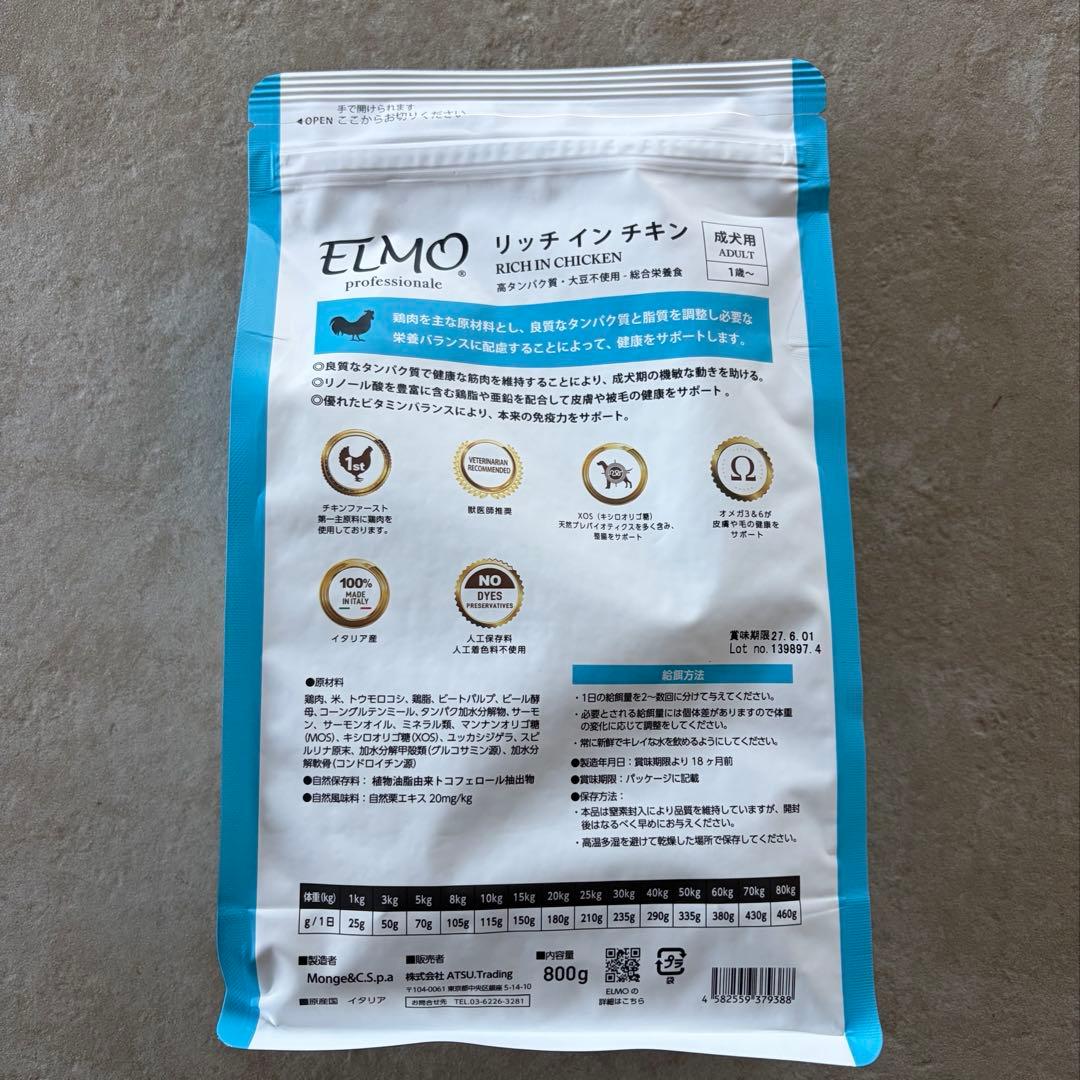 手で開けられます
◀OPEN ここからお切りください
ELMO®
professionale
リッチ イン チキン
RICH IN CHICKEN
高タンパク質・大豆不使用 - 総合栄養食
成犬用
ADULT
1歳~
鶏肉を主な原材料とし、良質なタンパク質と脂質を調整し必要な
栄養バランスに配慮することによって、健康をサポートします。
◎良質なタンパク質で健康な筋肉を維持することにより、成犬期の機敏な動きを助ける。
◎リノール酸を豊富に含む鶏脂や亜鉛を配合して皮膚や被毛の健康をサポート。
◎優れたビタミンバランスにより、本来の免疫力をサポート。
1st
チキンファースト
第一主原料に鶏肉を
使用しております。
VETERINARIAN
RECOMMENDED
獣医師推奨
XOS(キシロオリゴ糖)
天然プレバイオティクスを多く含み、
整腸をサポート
Ω
オメガ3&6が
皮膚や毛の健康を
サポート
100%
MADE
IN ITALY
イタリア産
NO
DYES
PRESERVATIVES
人工保存料
人工着色料不使用
賞味期限27.6.01
Lot no.139897.4
●原材料
鶏肉、米、トウモロコシ、鶏脂、ビートパルプ、ビール酵
母、コーングルテンミール、タンパク加水分解物、サーモ
ン、サーモンオイル、ミネラル類、マンナンオリゴ糖
(MOS)、キシロオリゴ糖(XOS)、ユッカシジゲラ、スピ
ルリナ原末、加水分解甲殻類(グルコサミン源)、加水分
解軟骨(コンドロイチン源)
●自然保存料: 植物油脂由来トコフェロール抽出物
●自然風味料: 自然栗エキス 20mg/kg
給餌方法
・1日の給餌量を2~数回に分けて与えてください。
・必要とされる給餌量には個体差がありますので体重
の変化に応じて調整をしてください。
・常に新鮮でキレイな水を飲めるようにしてください。
●製造年月日: 賞味期限より 18ヶ月前
●賞味期限: パッケージに記載
●保存方法:
・本品は窒素封入により品質を維持していますが、開封
後はなるべく早めにお与えください。
・高温多湿を避けて乾燥した場所で保存してください。
体重(kg) 1kg 3kg 5kg 8kg 10kg 15kg 20kg 25kg 30kg 40kg 50kg 60kg 70kg 80kg
g/1日 25g 50g 70g 105g 115g 150g 180g 210g 235g 290g 335g 380g 430g 460g
■製造者
Monge&C.S.p.a
■原産国 イタリア
■販売者
株式会社 ATSU.Trading
〒104-0061 東京都中央区銀座 5-14-10
お問合せ先 TEL.03-6226-3281
■内容量
800g
ELMO の
詳細はこちら
プラ
袋
4 582559 379388